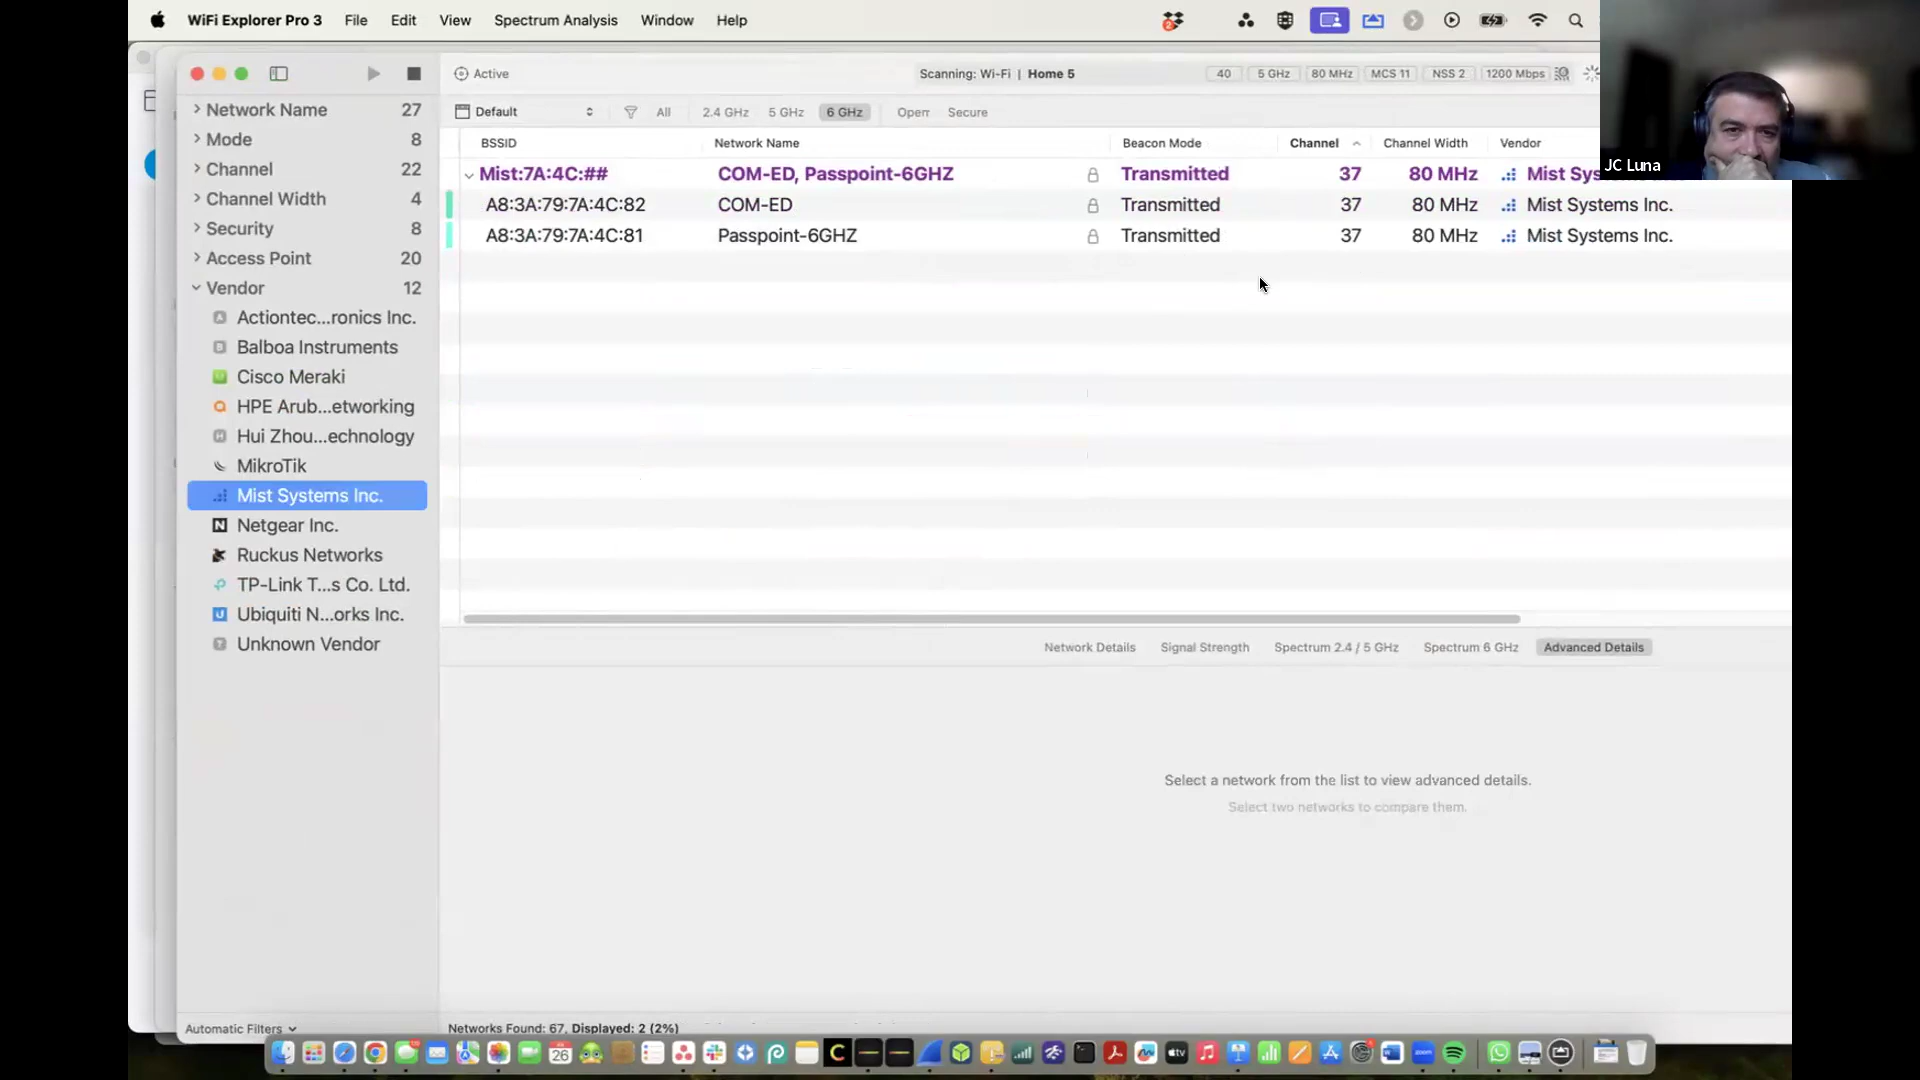 WiFi Explorer Pro 3 File Edit View Spectrum Analysis Window Help
Active Scanning: Wi-Fi | Home 5 40 5 GHz 80 MHz MCS 11 NSS 2 1200 Mbps
Default All 2.4 GHz 5 GHz 6 GHz Open Secure
BSSID Network Name Beacon Mode Channel Channel Width Vendor
Mist:7A:4C:## COM-ED, Passpoint-6GHZ Transmitted 37 80 MHz Mist Sys
A8:3A:79:7A:4C:82 COM-ED Transmitted 37 80 MHz Mist Systems Inc.
A8:3A:79:7A:4C:81 Passpoint-6GHZ Transmitted 37 80 MHz Mist Systems Inc.
JC Luna
Network Name 27
Mode 8
Channel 22
Channel Width 4
Security 8
Access Point 20
Vendor 12
Actiontec...ronics Inc.
Balboa Instruments
Cisco Meraki
HPE Arub...etworking
Hui Zhou...echnology
MikroTik
Mist Systems Inc.
Netgear Inc.
Ruckus Networks
TP-Link T...s Co. Ltd.
Ubiquiti N...orks Inc.
Unknown Vendor
Network Details Signal Strength Spectrum 2.4 / 5 GHz Spectrum 6 GHz Advanced Details
Select a network from the list to view advanced details.
Select two networks to compare them.
Automatic Filters
Networks Found: 67, Displayed: 2 (2%)
26
tv